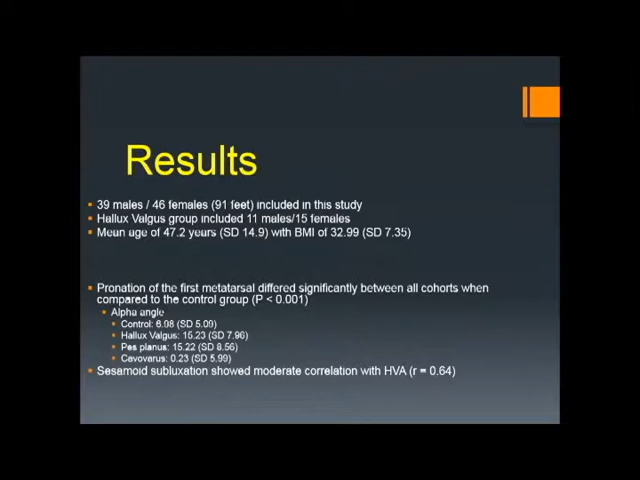 Results
39 males / 46 females (91 feet) included in this study
Hallux Valgus group included 11 males/15 females
Mean age of 47.2 years (SD 14.9) with BMI of 32.99 (SD 7.35)
Pronation of the first metatarsal differed significantly between all cohorts when
compared to the control group (P < 0.001)
Alpha angle
Control: 6.08 (SD 5.09)
Hallux Valgus: 15.23 (SD 7.96)
Pes planus: 15.22 (SD 8.56)
Cavovarus: 0.23 (SD 5.99)
Sesamoid subluxation showed moderate correlation with HVA (r = 0.64)